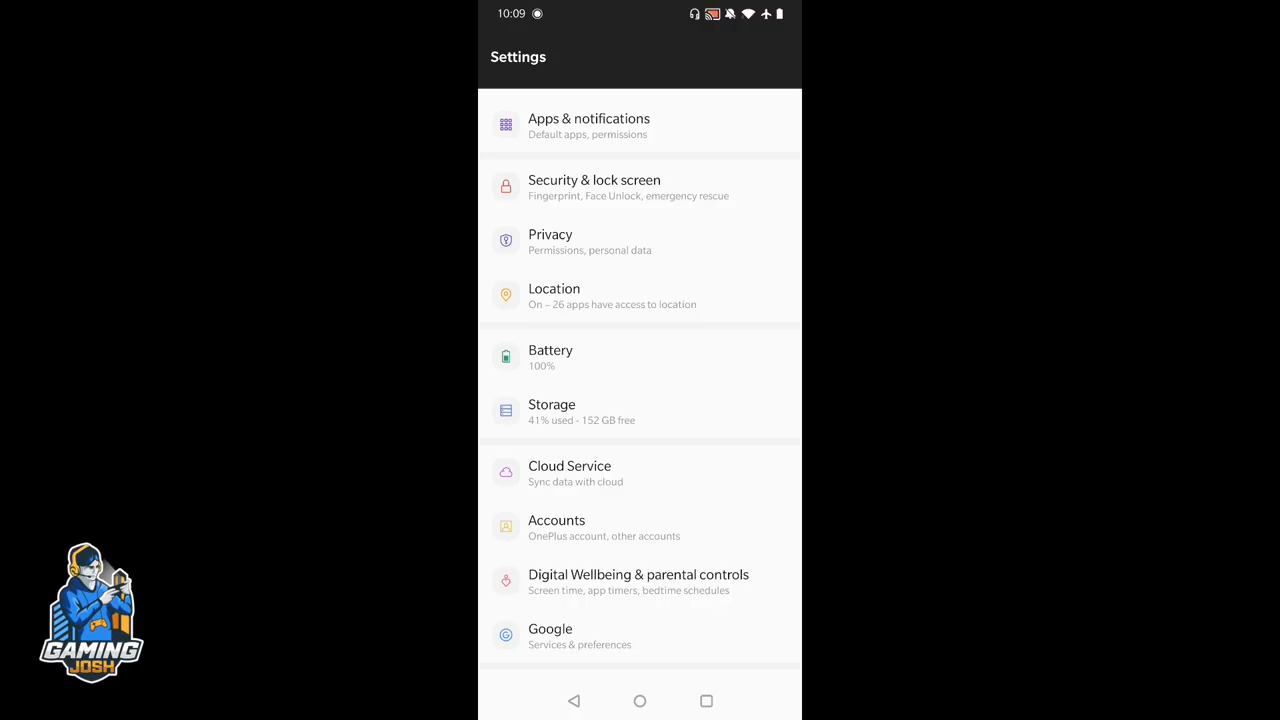 10:09
Settings
Apps & notifications
Default apps, permissions
Security & lock screen
Fingerprint, Face Unlock, emergency rescue
Privacy
Permissions, personal data
Location
On – 26 apps have access to location
Battery
100%
Storage
41% used - 152 GB free
Cloud Service
Sync data with cloud
Accounts
OnePlus account, other accounts
Digital Wellbeing & parental controls
Screen time, app timers, bedtime schedules
Google
Services & preferences
GAMING
JOSH